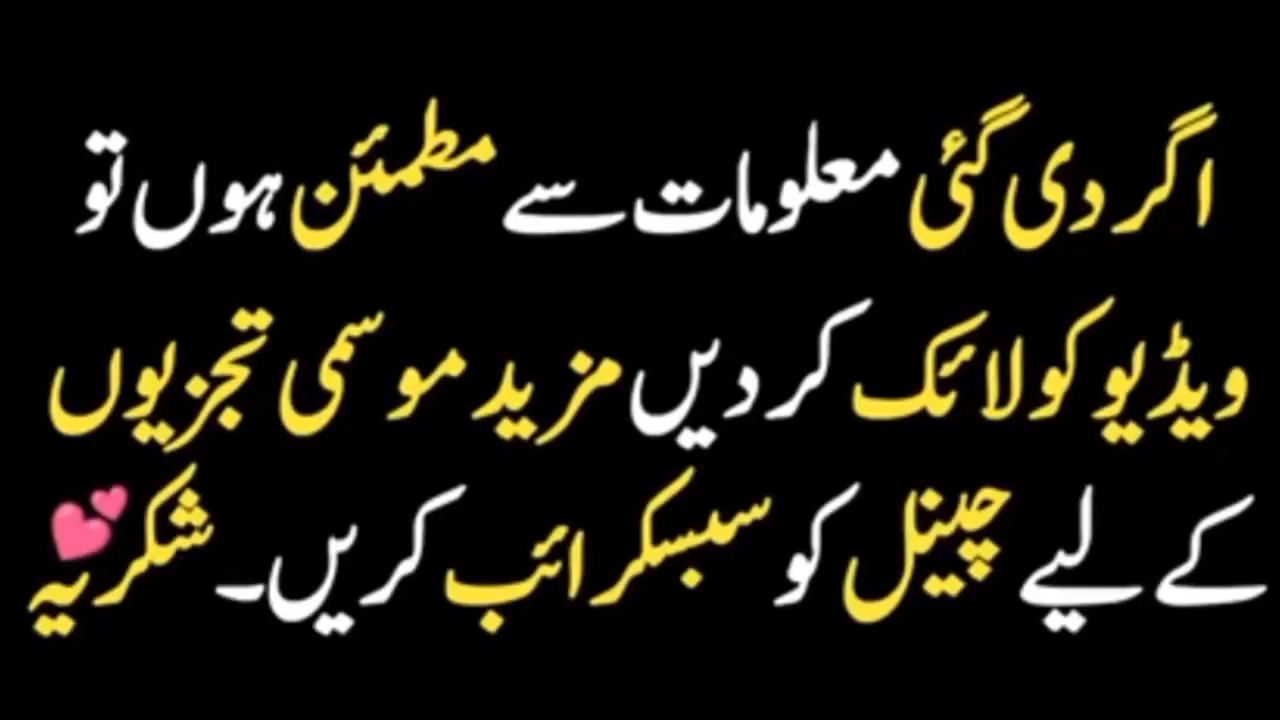 اگر دی گئی معلومات سے مطمئن ہوں تو
ویڈیو کو لائک کر دیں مزید موسمی تجزیوں
کے لیے چینل کو سبسکرائب کریں۔ شکریہ 💕